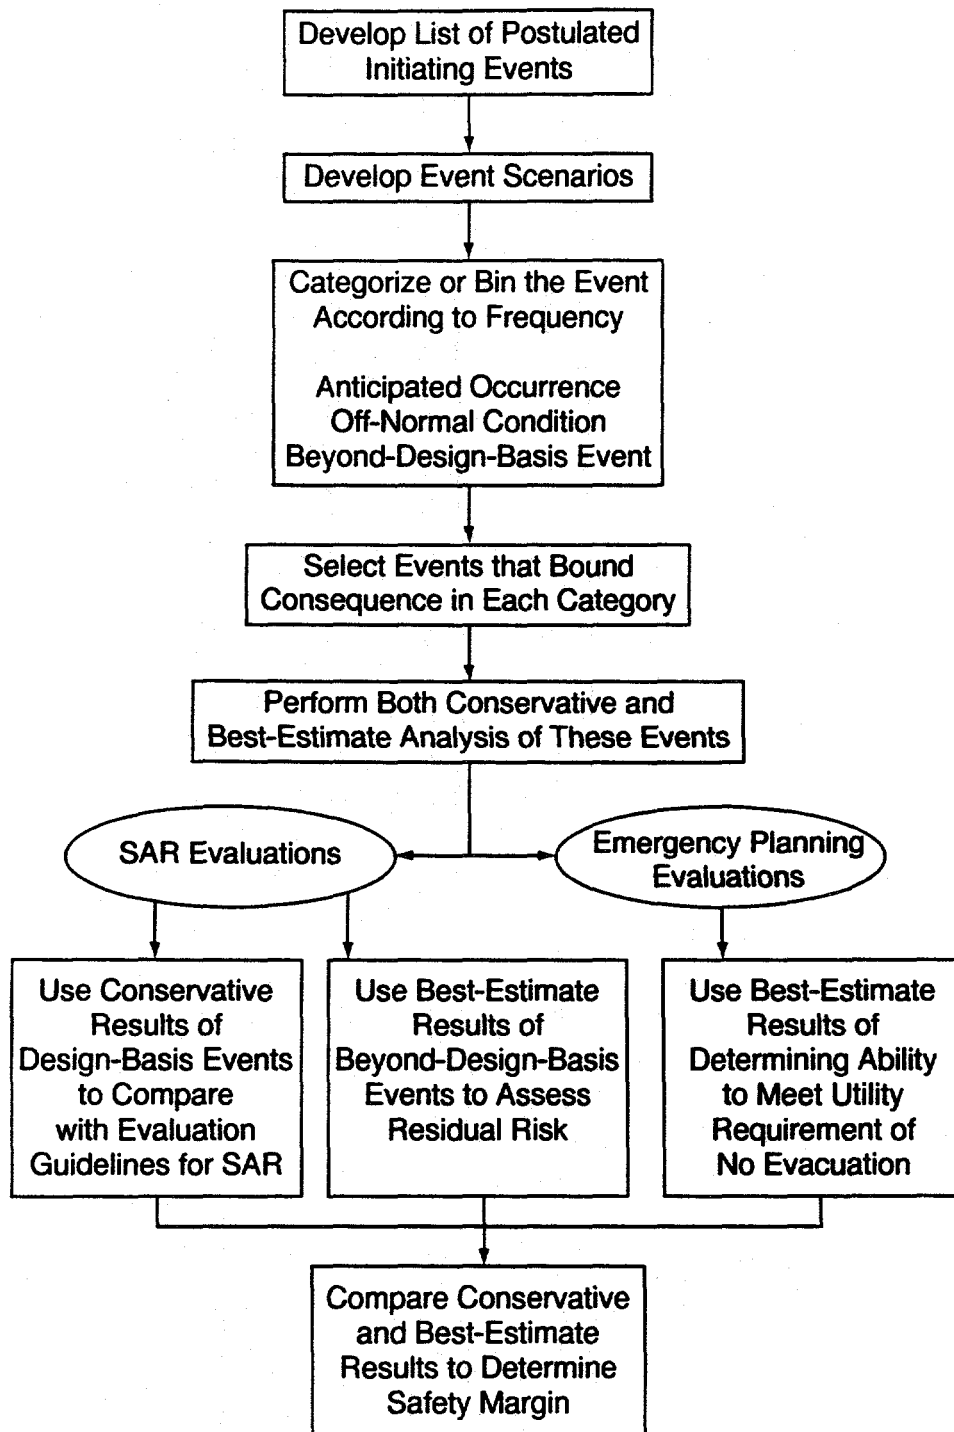 Develop List of Postulated
Initiating Events
Develop Event Scenarios
Categorize or Bin the Event
According to Frequency
Anticipated Occurrence
Off-Normal Condition
Beyond-Design-Basis Event
Select Events that Bound
Consequence in Each Category
Perform Both Conservative and
Best-Estimate Analysis of These Events
SAR Evaluations
Emergency Planning
Evaluations
Use Conservative
Results of
Design-Basis Events
to Compare
with Evaluation
Guidelines for SAR
Use Best-Estimate
Results of
Beyond-Design-Basis
Events to Assess
Residual Risk
Use Best-Estimate
Results of
Determining Ability
to Meet Utility
Requirement of
No Evacuation
Compare Conservative
and Best-Estimate
Results to Determine
Safety Margin